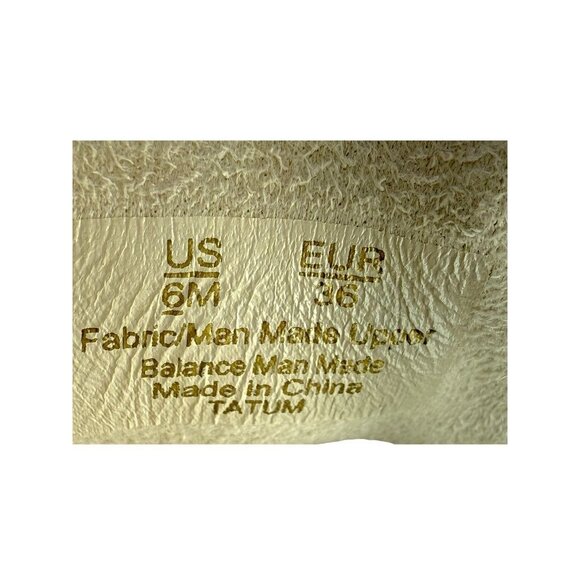 US EUR
6M 36
Fabric/Man Made Upper
Balance Man Made
Made in China
TATUM